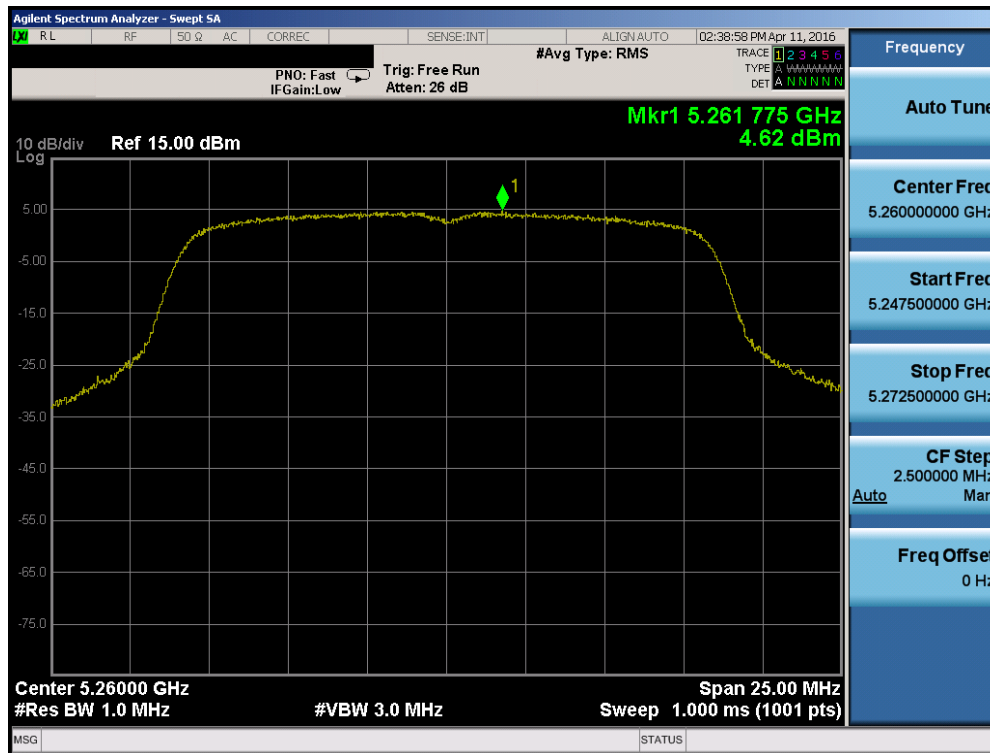 Agilent Spectrum Analyzer - Swept SA
LXI RL RF 50 Ω AC CORREC SENSE:INT ALIGN AUTO 02:38:58 PM Apr 11, 2016
#Avg Type: RMS
TRACE 1 2 3 4 5 6
PNO: Fast Trig: Free Run
TYPE A WWWWW
IFGain:Low Atten: 26 dB
DET A N N N N N
Mkr1 5.261 775 GHz
4.62 dBm
10 dB/div Ref 15.00 dBm
Log
1
5.00
-5.00
-15.0
-25.0
-35.0
-45.0
-55.0
-65.0
-75.0
Center 5.26000 GHz Span 25.00 MHz
#Res BW 1.0 MHz #VBW 3.0 MHz Sweep 1.000 ms (1001 pts)
MSG STATUS
Frequency
Auto Tune
Center Freq
5.260000000 GHz
Start Freq
5.247500000 GHz
Stop Freq
5.272500000 GHz
CF Step
2.500000 MHz
Auto Man
Freq Offset
0 Hz